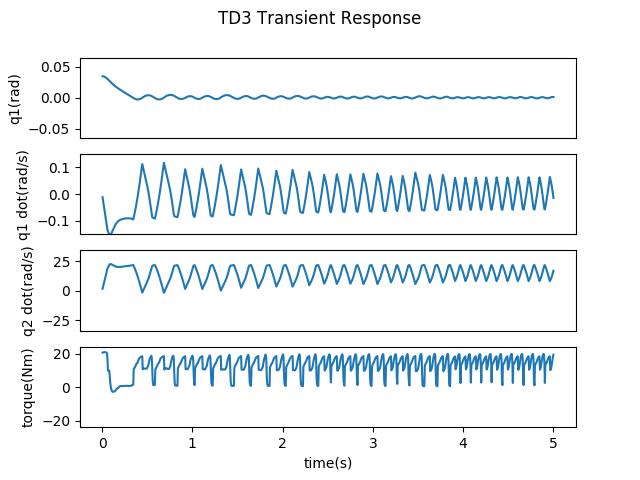 TD3 Transient Response
q1(rad)
0.05
0.00
−0.05
q1 dot(rad/s)
0.1
0.0
−0.1
q2 dot(rad/s)
25
0
−25
torque(Nm)
20
0
−20
0 1 2 3 4 5
time(s)